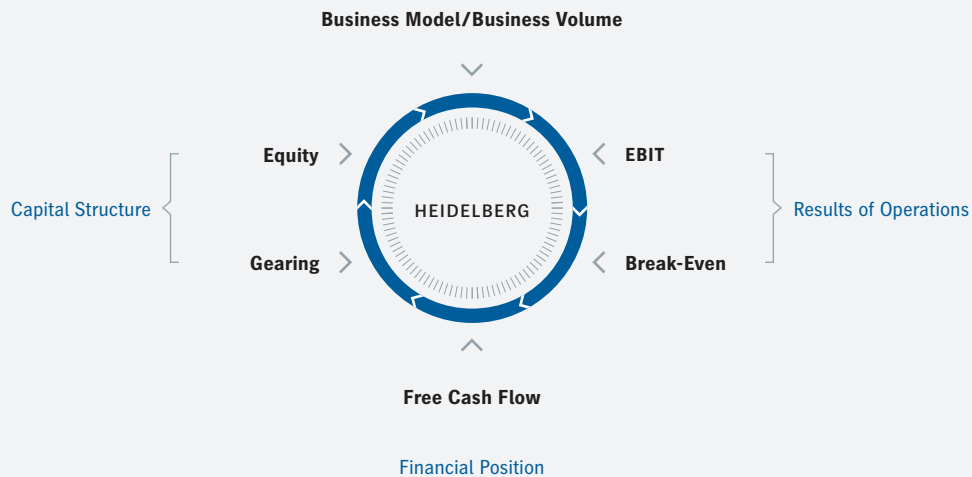 Business Model/Business Volume
Equity
EBIT
Capital Structure
HEIDELBERG
Results of Operations
Gearing
Break-Even
Free Cash Flow
Financial Position